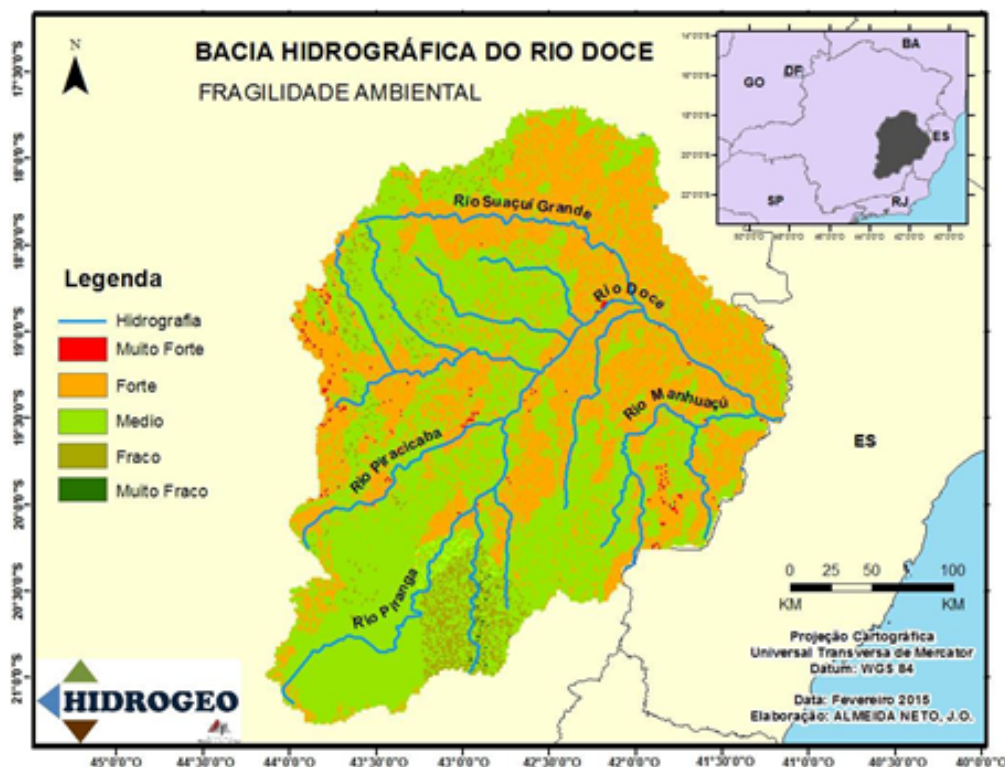 BACIA HIDROGRÁFICA DO RIO DOCE
FRAGILIDADE AMBIENTAL
N
BA
GO
DF
ES
SP
RJ
Rio Suaçuí Grande
Rio Doce
Rio Manhuaçú
Rio Piracicaba
Rio Piranga
ES
Legenda
Hidrografia
Muito Forte
Forte
Medio
Fraco
Muito Fraco
0 25 50 100
KM KM
Projeção Cartográfica
Universal Transversa de Mercator
Datum: WGS 84
Data: Fevereiro 2015
Elaboração: ALMEIDA NETO, J.O.
HIDROGEO
17°30'0"S
18°0'0"S
18°30'0"S
19°0'0"S
19°30'0"S
20°0'0"S
20°30'0"S
21°0'0"S
45°0'0"O 44°30'0"O 44°0'0"O 43°30'0"O 43°0'0"O 42°30'0"O 42°0'0"O 41°30'0"O 41°0'0"O 40°30'0"O 40°0'0"O